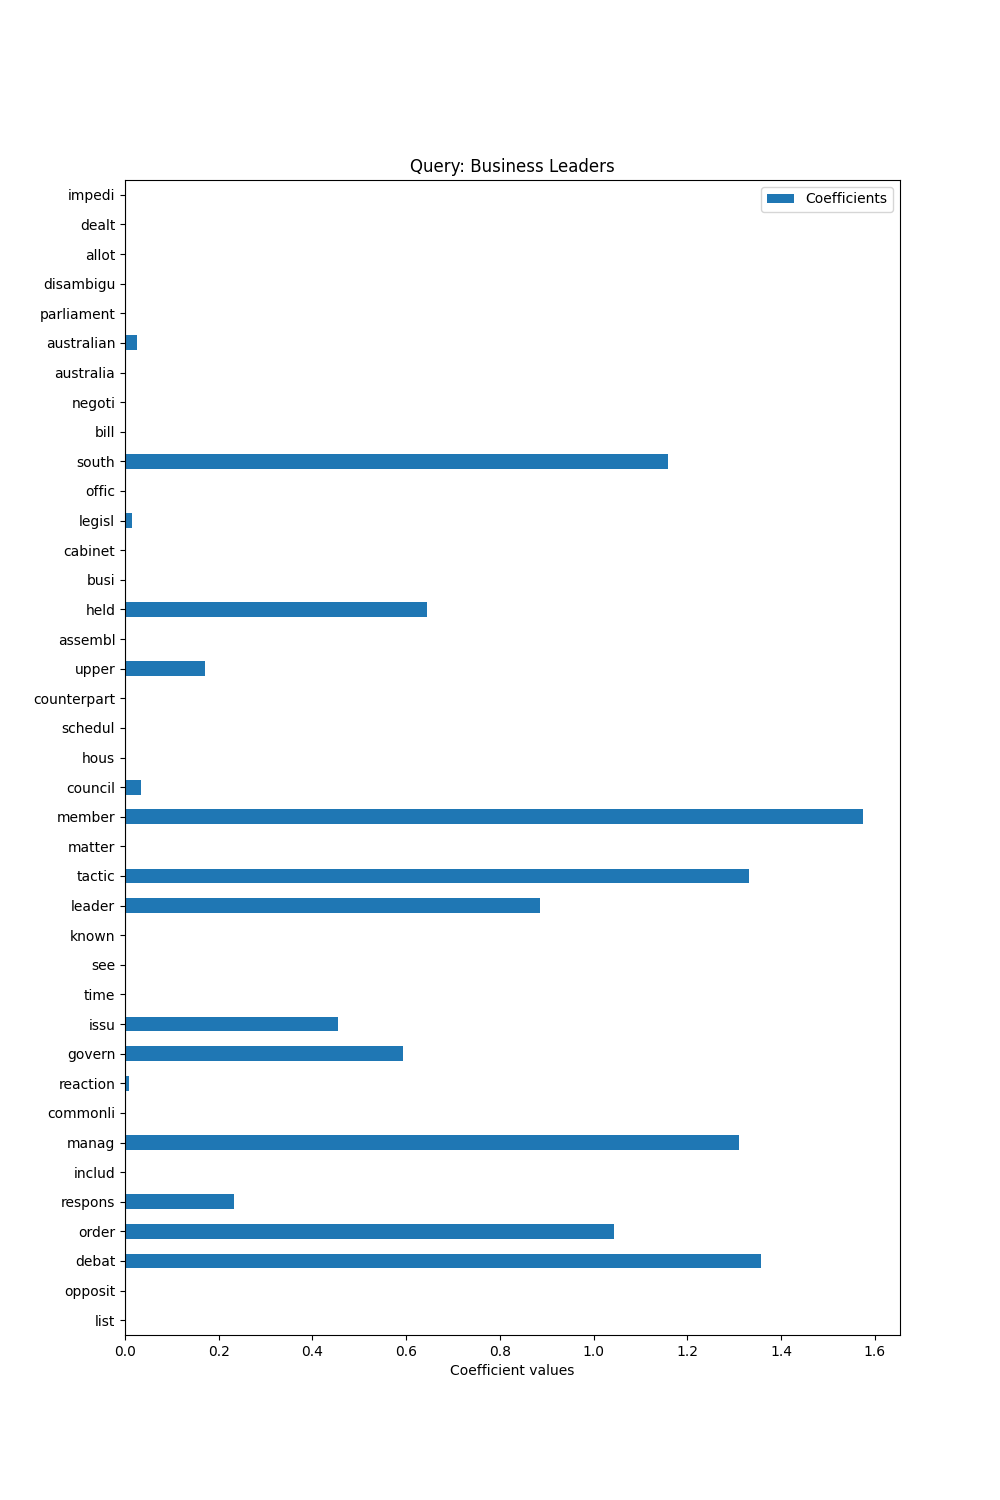 Query: Business Leaders
Coefficients
impedi
dealt
allot
disambigu
parliament
australian
australia
negoti
bill
south
offic
legisl
cabinet
busi
held
assembl
upper
counterpart
schedul
hous
council
member
matter
tactic
leader
known
see
time
issu
govern
reaction
commonli
manag
includ
respons
order
debat
opposit
list
0.0 0.2 0.4 0.6 0.8 1.0 1.2 1.4 1.6
Coefficient values